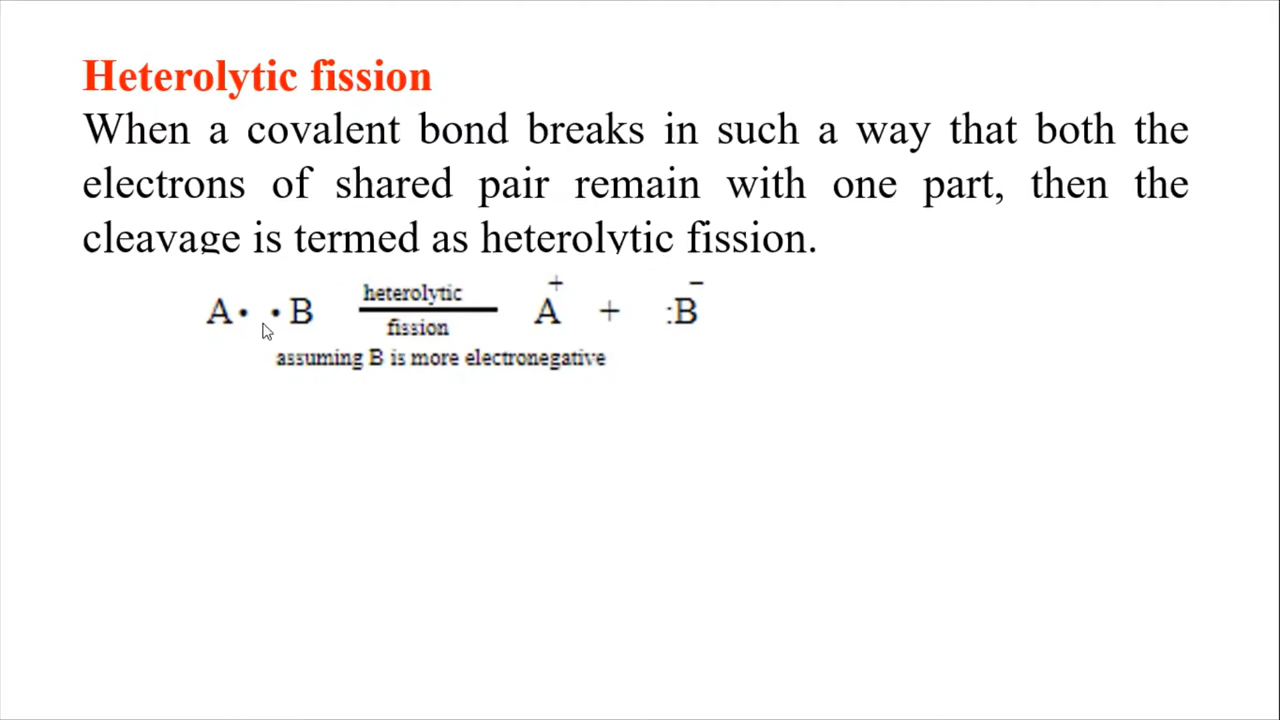 Heterolytic fission
When a covalent bond breaks in such a way that both the
electrons of shared pair remain with one part, then the
cleavage is termed as heterolytic fission.
heterolytic
A• •B A⁺ + :B⁻
fission
assuming B is more electronegative